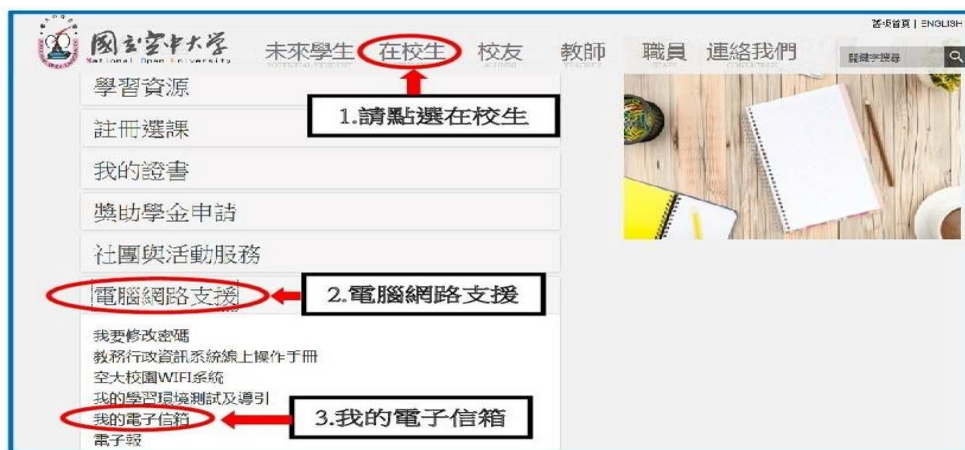 舊版首頁 | ENGLISH
國立空中大學
National Open University
未來學生 在校生 校友 教師 職員 連絡我們
關鍵字搜尋
學習資源
1.請點選在校生
註冊選課
我的證書
獎助學金申請
社團與活動服務
電腦網路支援
2.電腦網路支援
我要修改密碼
教務行政資訊系統線上操作手冊
空大校園WIFI系統
我的學習環境測試及導引
我的電子信箱
3.我的電子信箱
電子報